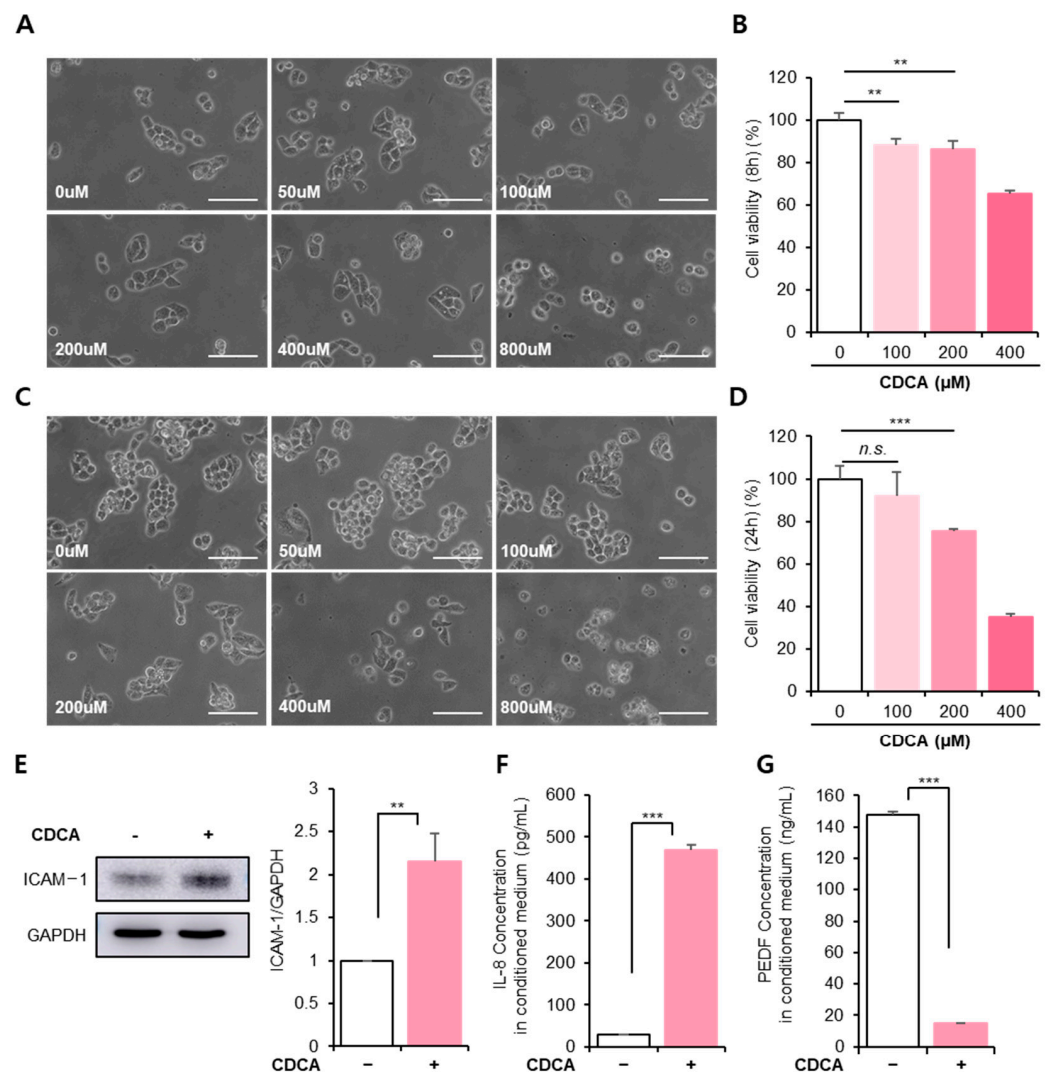 A
0uM
50uM
100uM
200uM
400uM
800uM
B
Cell viability (8h) (%)
120
100
80
60
40
20
0
**
**
0 100 200 400
CDCA (µM)
C
0uM
50uM
100uM
200uM
400uM
800uM
D
Cell viability (24h) (%)
120
100
80
60
40
20
0
***
n.s.
0 100 200 400
CDCA (µM)
E
CDCA - +
ICAM−1
GAPDH
ICAM-1/GAPDH
3
2.5
2
1.5
1
0.5
0
**
CDCA − +
F
IL-8 Concentration
in conditioned medium (pg/mL)
600
500
400
300
200
100
0
***
CDCA − +
G
PEDF Concentration
in conditioned medium (ng/mL)
160
140
120
100
80
60
40
20
0
***
CDCA − +